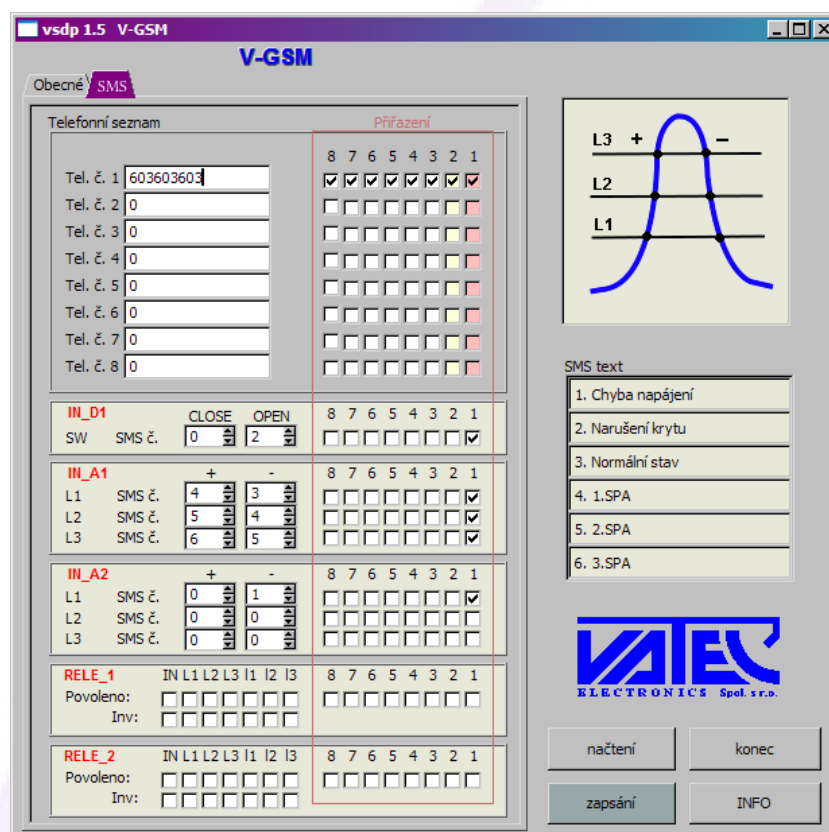 vsdp 1.5 V-GSM
V-GSM
Obecné SMS
Telefonní seznam
Přiřazení
8 7 6 5 4 3 2 1
Tel. č. 1 603603603
Tel. č. 2 0
Tel. č. 3 0
Tel. č. 4 0
Tel. č. 5 0
Tel. č. 6 0
Tel. č. 7 0
Tel. č. 8 0
IN_D1 CLOSE OPEN 8 7 6 5 4 3 2 1
SW SMS č. 0 2
IN_A1 + - 8 7 6 5 4 3 2 1
L1 SMS č. 4 3
L2 SMS č. 5 4
L3 SMS č. 6 5
IN_A2 + - 8 7 6 5 4 3 2 1
L1 SMS č. 0 1
L2 SMS č. 0 0
L3 SMS č. 0 0
RELE_1 IN L1 L2 L3 l1 l2 l3 8 7 6 5 4 3 2 1
Povoleno:
Inv:
RELE_2 IN L1 L2 L3 l1 l2 l3 8 7 6 5 4 3 2 1
Povoleno:
Inv:
L3 + −
L2
L1
SMS text
1. Chyba napájení
2. Narušení krytu
3. Normální stav
4. 1.SPA
5. 2.SPA
6. 3.SPA
VATEC
ELECTRONICS Spol. s r.o.
načtení konec
zapsání INFO